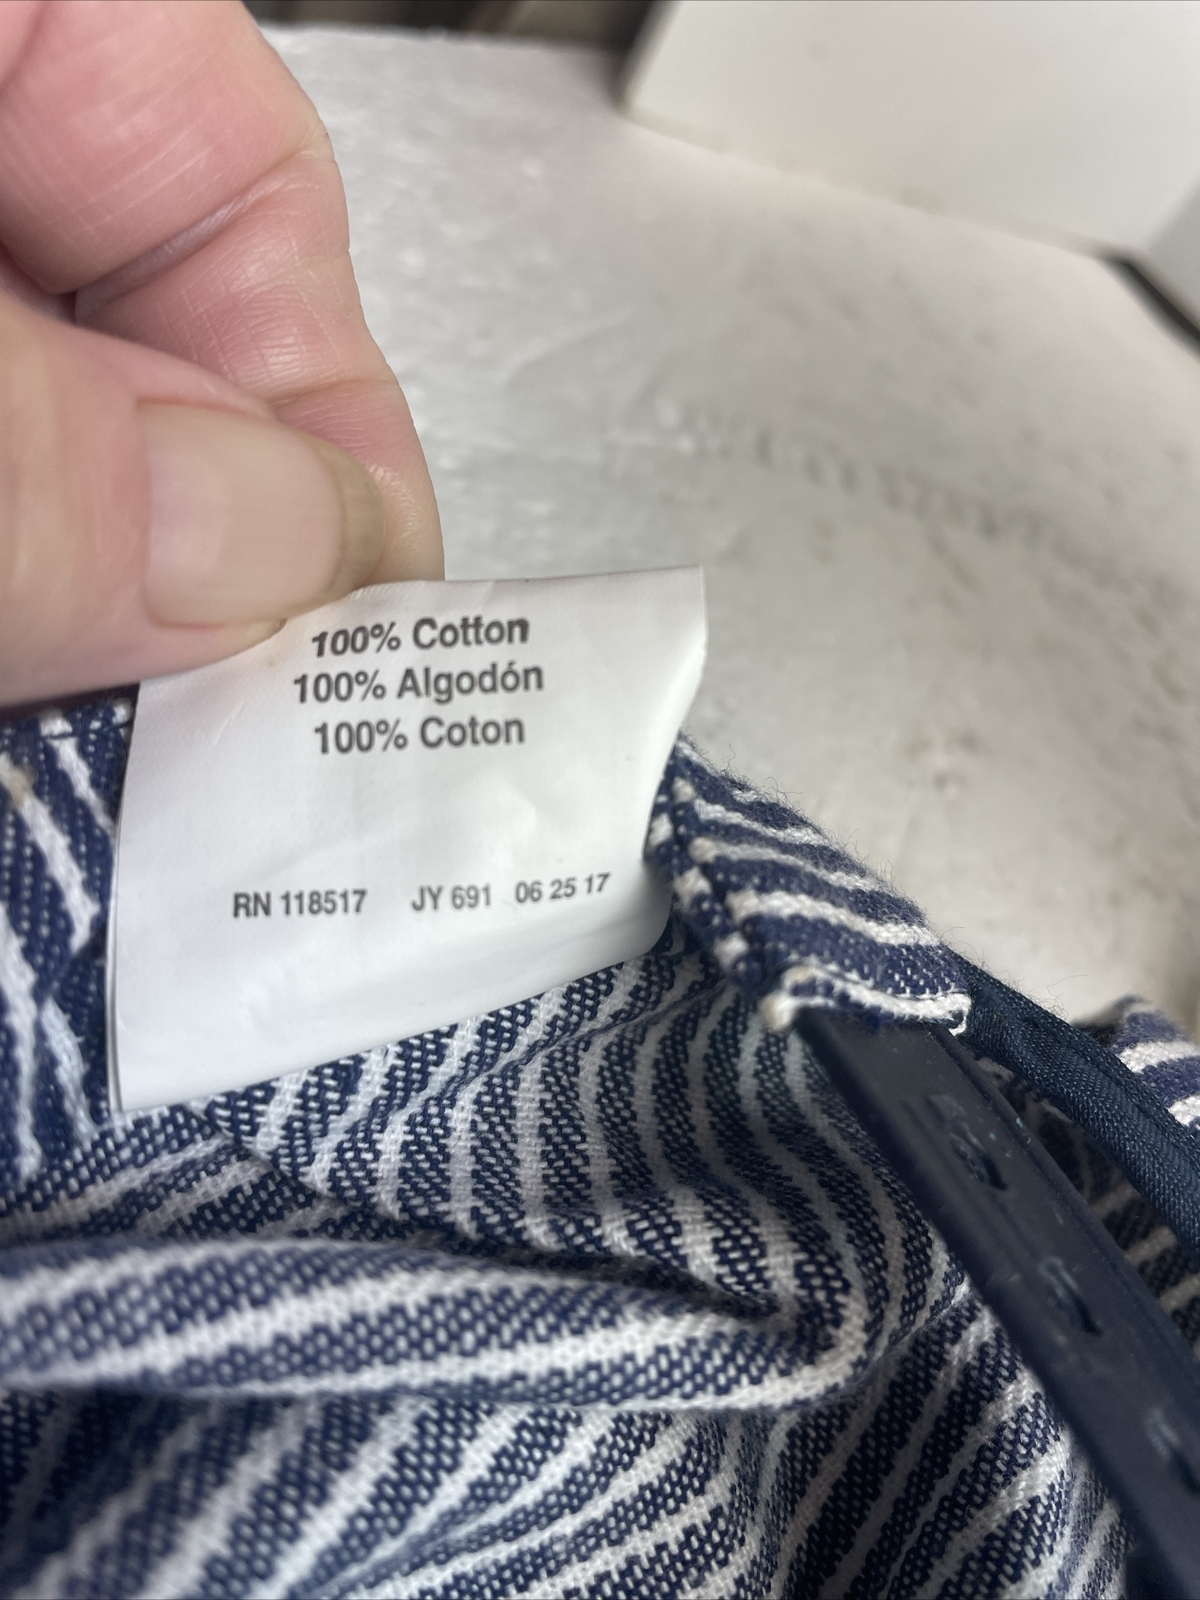 100% Cotton
100% Algodón
100% Coton
RN 118517 JY 691 06 25 17